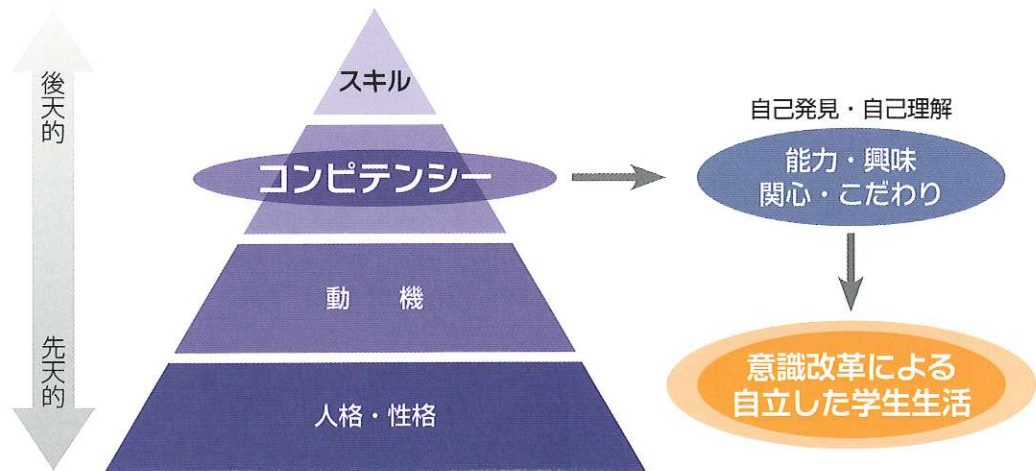 後天的
先天的
スキル
コンピテンシー
動　機
人格・性格
自己発見・自己理解
能力・興味
関心・こだわり
意識改革による
自立した学生生活